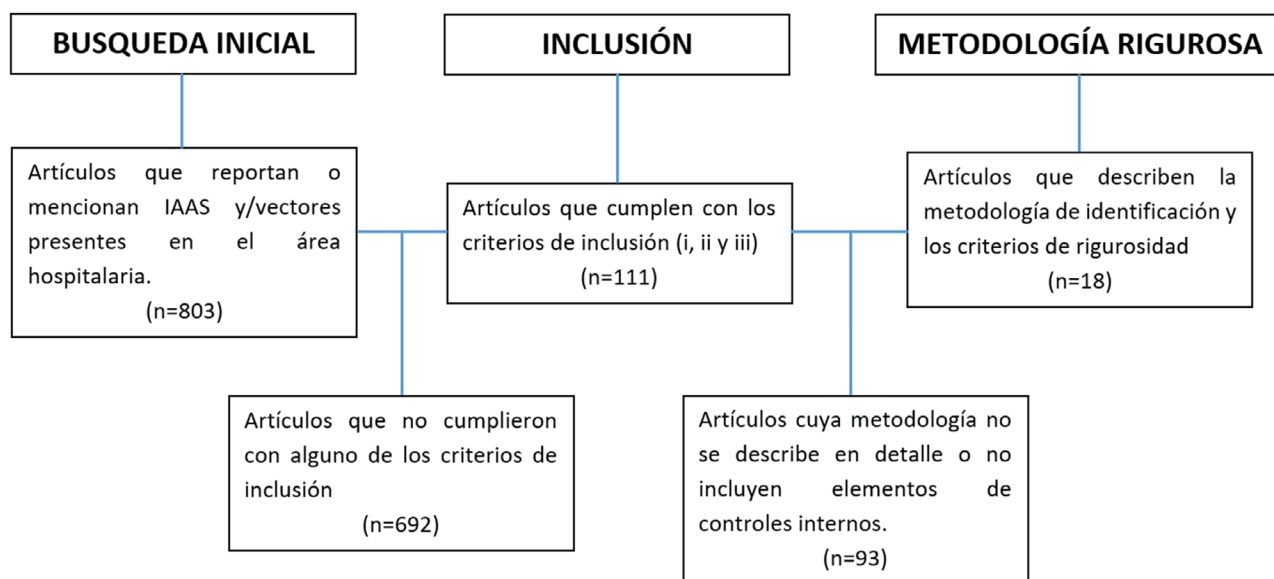 BUSQUEDA INICIAL
INCLUSIÓN
METODOLOGÍA RIGUROSA
Artículos que reportan o
mencionan IAAS y/vectores
presentes en el área
hospitalaria.
(n=803)
Artículos que cumplen con los
criterios de inclusión (i, ii y iii)
(n=111)
Artículos que describen la
metodología de identificación y
los criterios de rigurosidad
(n=18)
Artículos que no cumplieron
con alguno de los criterios de
inclusión
(n=692)
Artículos cuya metodología no
se describe en detalle o no
incluyen elementos de
controles internos.
(n=93)